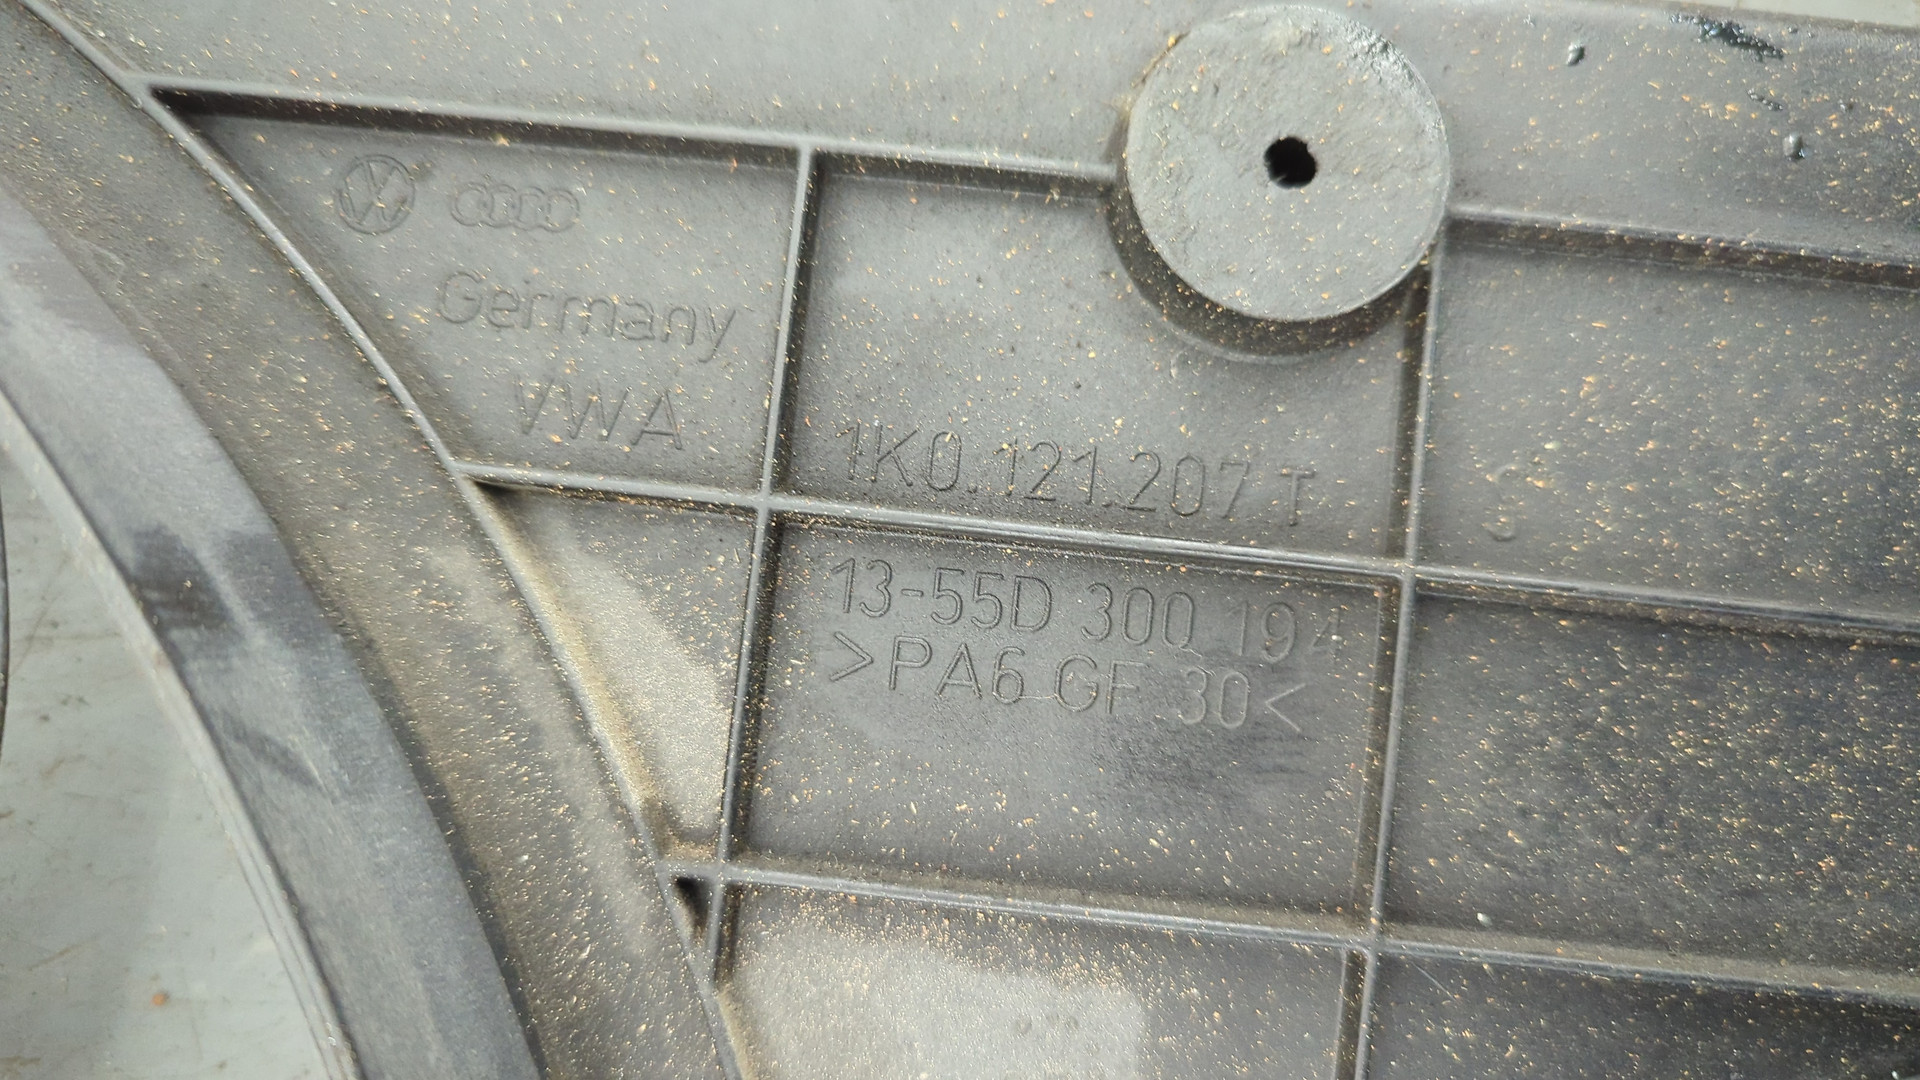 Germany
VWA
1K0.121.207 T
13-55D 300 194
>PA6 GF 30<